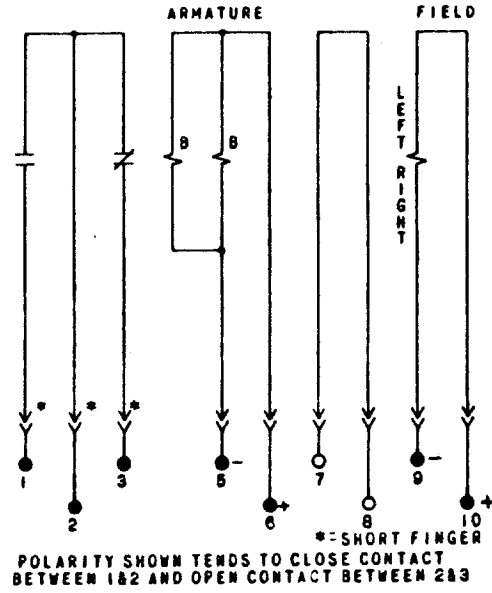 ARMATURE FIELD
B B
LEFT RIGHT
* * *
1 3 5 - 7 9 -
2 6 + 8 10 +
*=SHORT FINGER
POLARITY SHOWN TENDS TO CLOSE CONTACT
BETWEEN 1&2 AND OPEN CONTACT BETWEEN 2&3